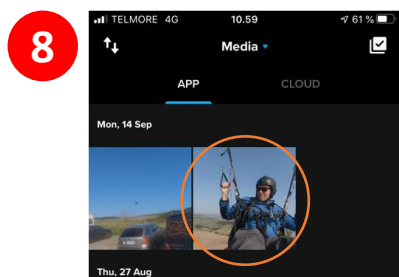 8
TELMORE 4G 10.59 61 %
Media
APP CLOUD
Mon, 14 Sep
Thu, 27 Aug